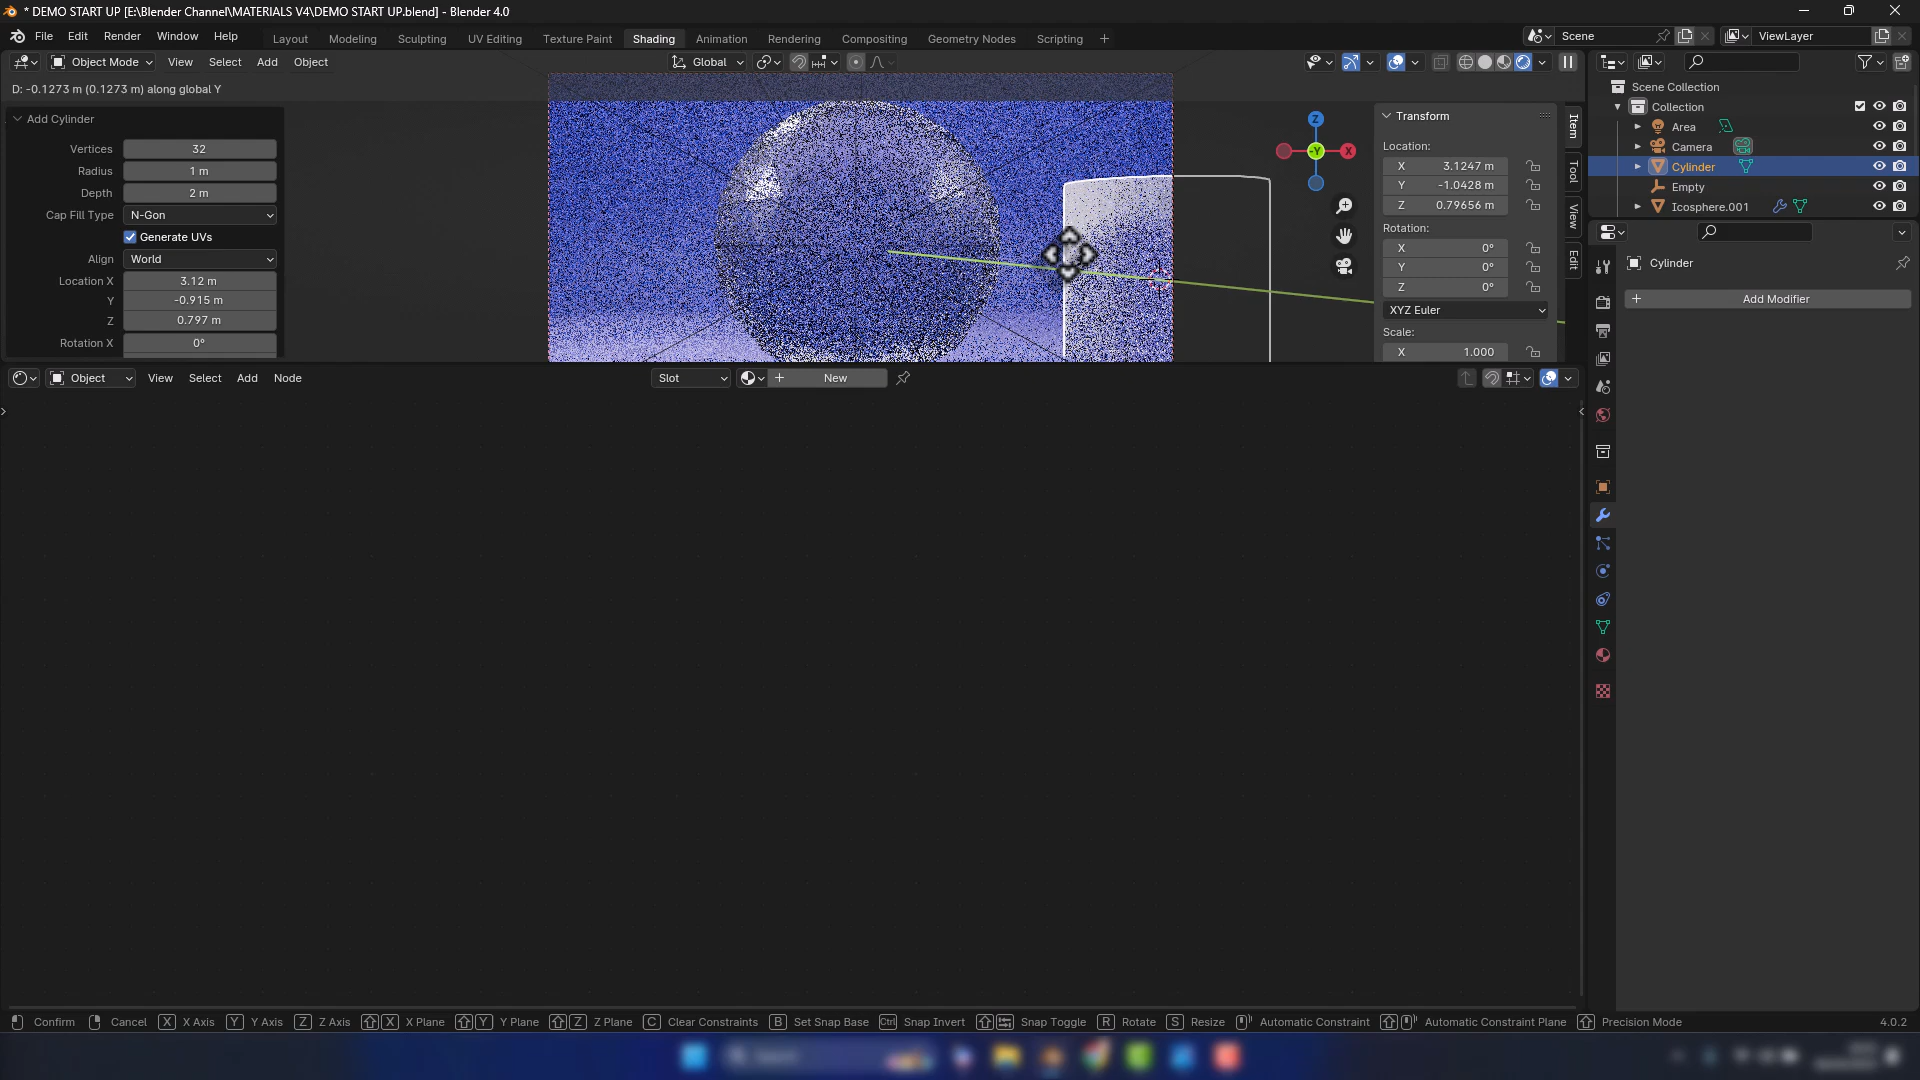 * DEMO START UP [E:\Blender Channel\MATERIALS V4\DEMO START UP.blend] - Blender 4.0
File Edit Render Window Help Layout Modeling Sculpting UV Editing Texture Paint Shading Animation Rendering Compositing Geometry Nodes Scripting + Scene ViewLayer
Object Mode View Select Add Object Global
D: -0.1273 m (0.1273 m) along global Y
Add Cylinder
Vertices 32
Radius 1 m
Depth 2 m
Cap Fill Type N-Gon
Generate UVs
Align World
Location X 3.12 m
Y -0.915 m
Z 0.797 m
Rotation X 0°
Z
-Y
X
Transform
Location:
X 3.1247 m
Y -1.0428 m
Z 0.79656 m
Rotation:
X 0°
Y 0°
Z 0°
XYZ Euler
Scale:
X 1.000
Item
Tool
View
Edit
Scene Collection
Collection
Area
Camera
Cylinder
Empty
Icosphere.001
Cylinder
+ Add Modifier
Object View Select Add Node Slot + New
Confirm Cancel X X Axis Y Y Axis Z Z Axis X X Plane Y Y Plane Z Z Plane C Clear Constraints B Set Snap Base Ctrl Snap Invert Snap Toggle R Rotate S Resize Automatic Constraint Automatic Constraint Plane Precision Mode 4.0.2
Search